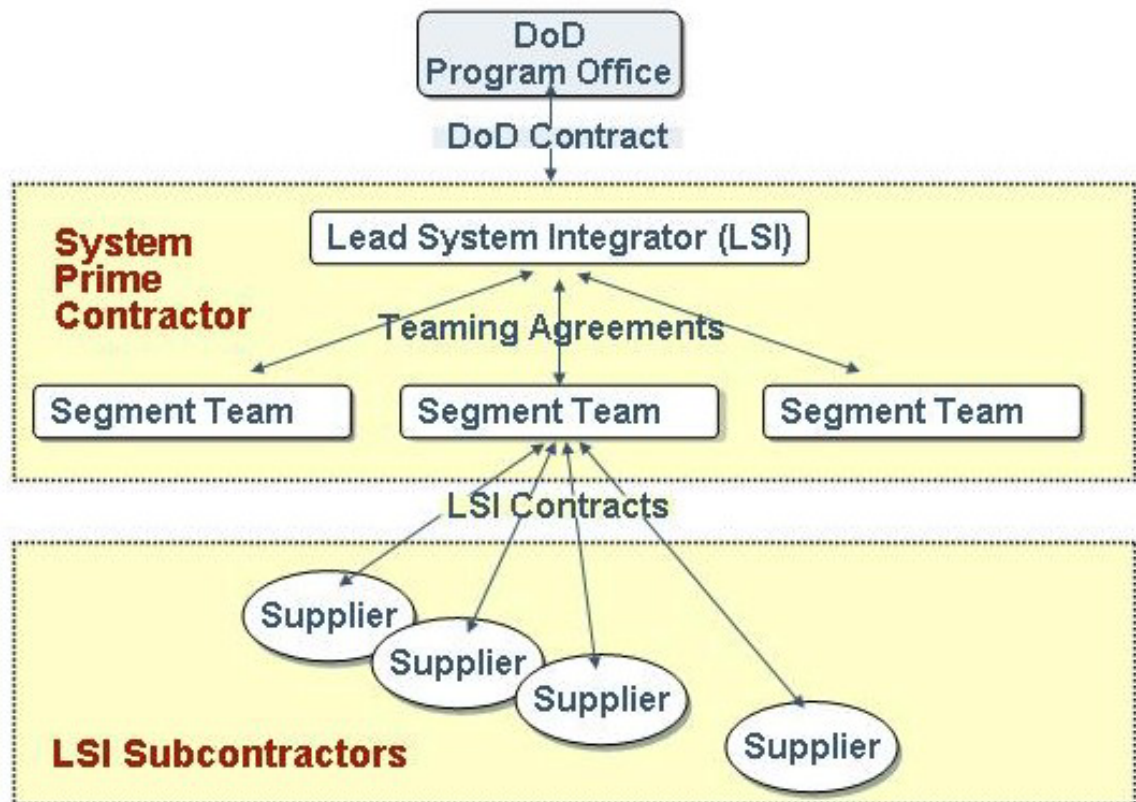 DoD
Program Office
DoD Contract
System
Prime
Contractor
Lead System Integrator (LSI)
Teaming Agreements
Segment Team
Segment Team
Segment Team
LSI Contracts
Supplier
Supplier
Supplier
Supplier
LSI Subcontractors